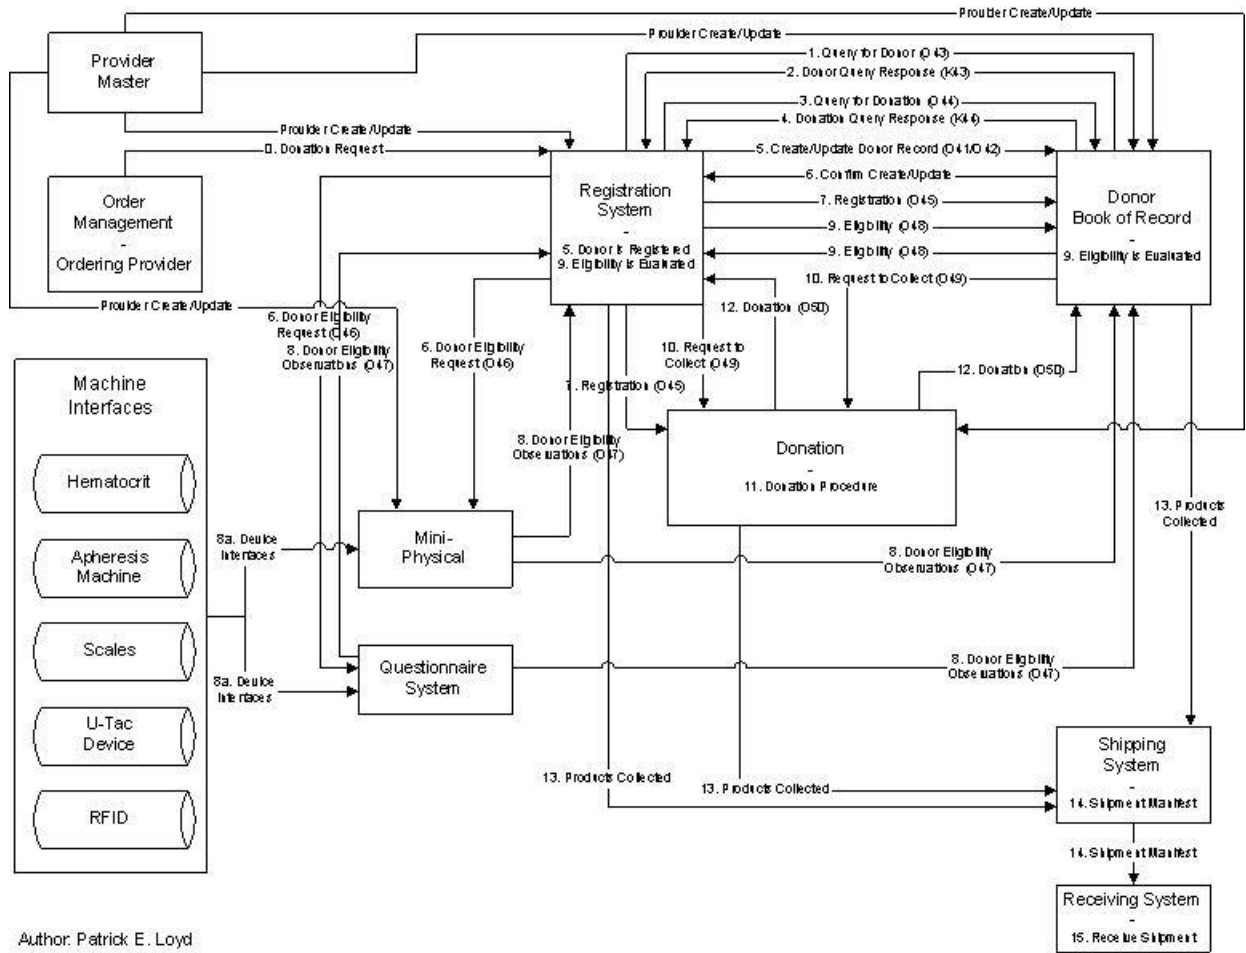 Provider Create/Update
Provider Create/Update
Provider
Master
1. Query for Donor (O43)
2. Donor Query Response (K43)
3. Query for Donation (O44)
4. Donation Query Response (K44)
Provider Create/Update
0. Donation Request
5. Create/Update Donor Record (O41/O42)
6. Confirm Create/Update
7. Registration (O45)
9. Eligibility (O48)
9. Eligibility (O48)
10. Request to Collect (O49)
Order
Management
-
Ordering Provider
Registration
System
-
5. Donor is Registered
9. Eligibility is Evaluated
Donor
Book of Record
-
9. Eligibility is Evaluated
Provider Create/Update
6. Donor Eligibility
Request (O46)
8. Donor Eligibility
Observations (O47)
6. Donor Eligibility
Request (O46)
12. Donation (O50)
10. Request to
Collect (O49)
7. Registration (O45)
12. Donation (O50)
Machine
Interfaces
Hematocrit
Apheresis
Machine
Scales
U-Tac
Device
RFID
8. Donor Eligibility
Observations (O47)
Donation
-
11. Donation Procedure
13. Products
Collected
8a. Device
Interfaces
Mini-
Physical
8. Donor Eligibility
Observations (O47)
8a. Device
Interfaces
Questionnaire
System
8. Donor Eligibility
Observations (O47)
13. Products Collected
13. Products Collected
Shipping
System
-
14. Shipment Manifest
14. Shipment Manifest
Receiving System
-
15. Receive Shipment
Author: Patrick E. Loyd